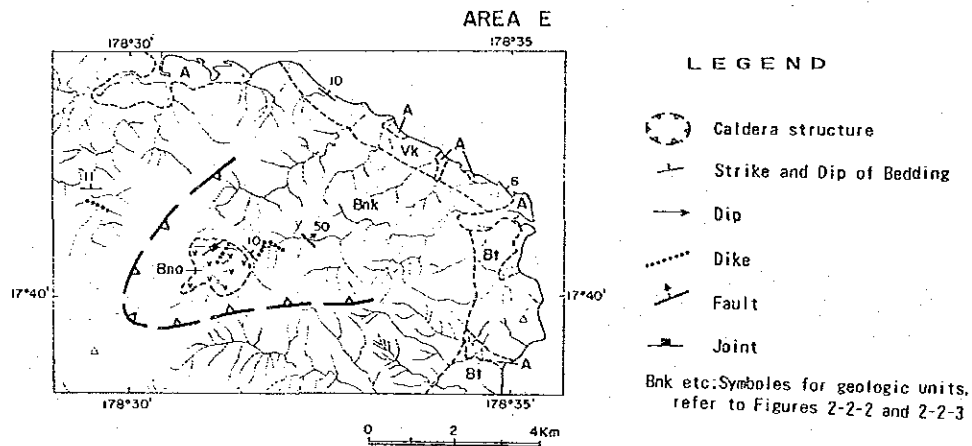 AREA E
178°30'
178°35'
A
10
A
Vk
A
11
6
A
Bnk
50
10
Bt
Bno
17°40'
17°40'
A
Bt
178°30'
178°35'
0 2 4Km
LEGEND
Caldera structure
Strike and Dip of Bedding
Dip
Dike
Fault
Joint
Bnk etc:Symboles for geologic units,
refer to Figures 2-2-2 and 2-2-3